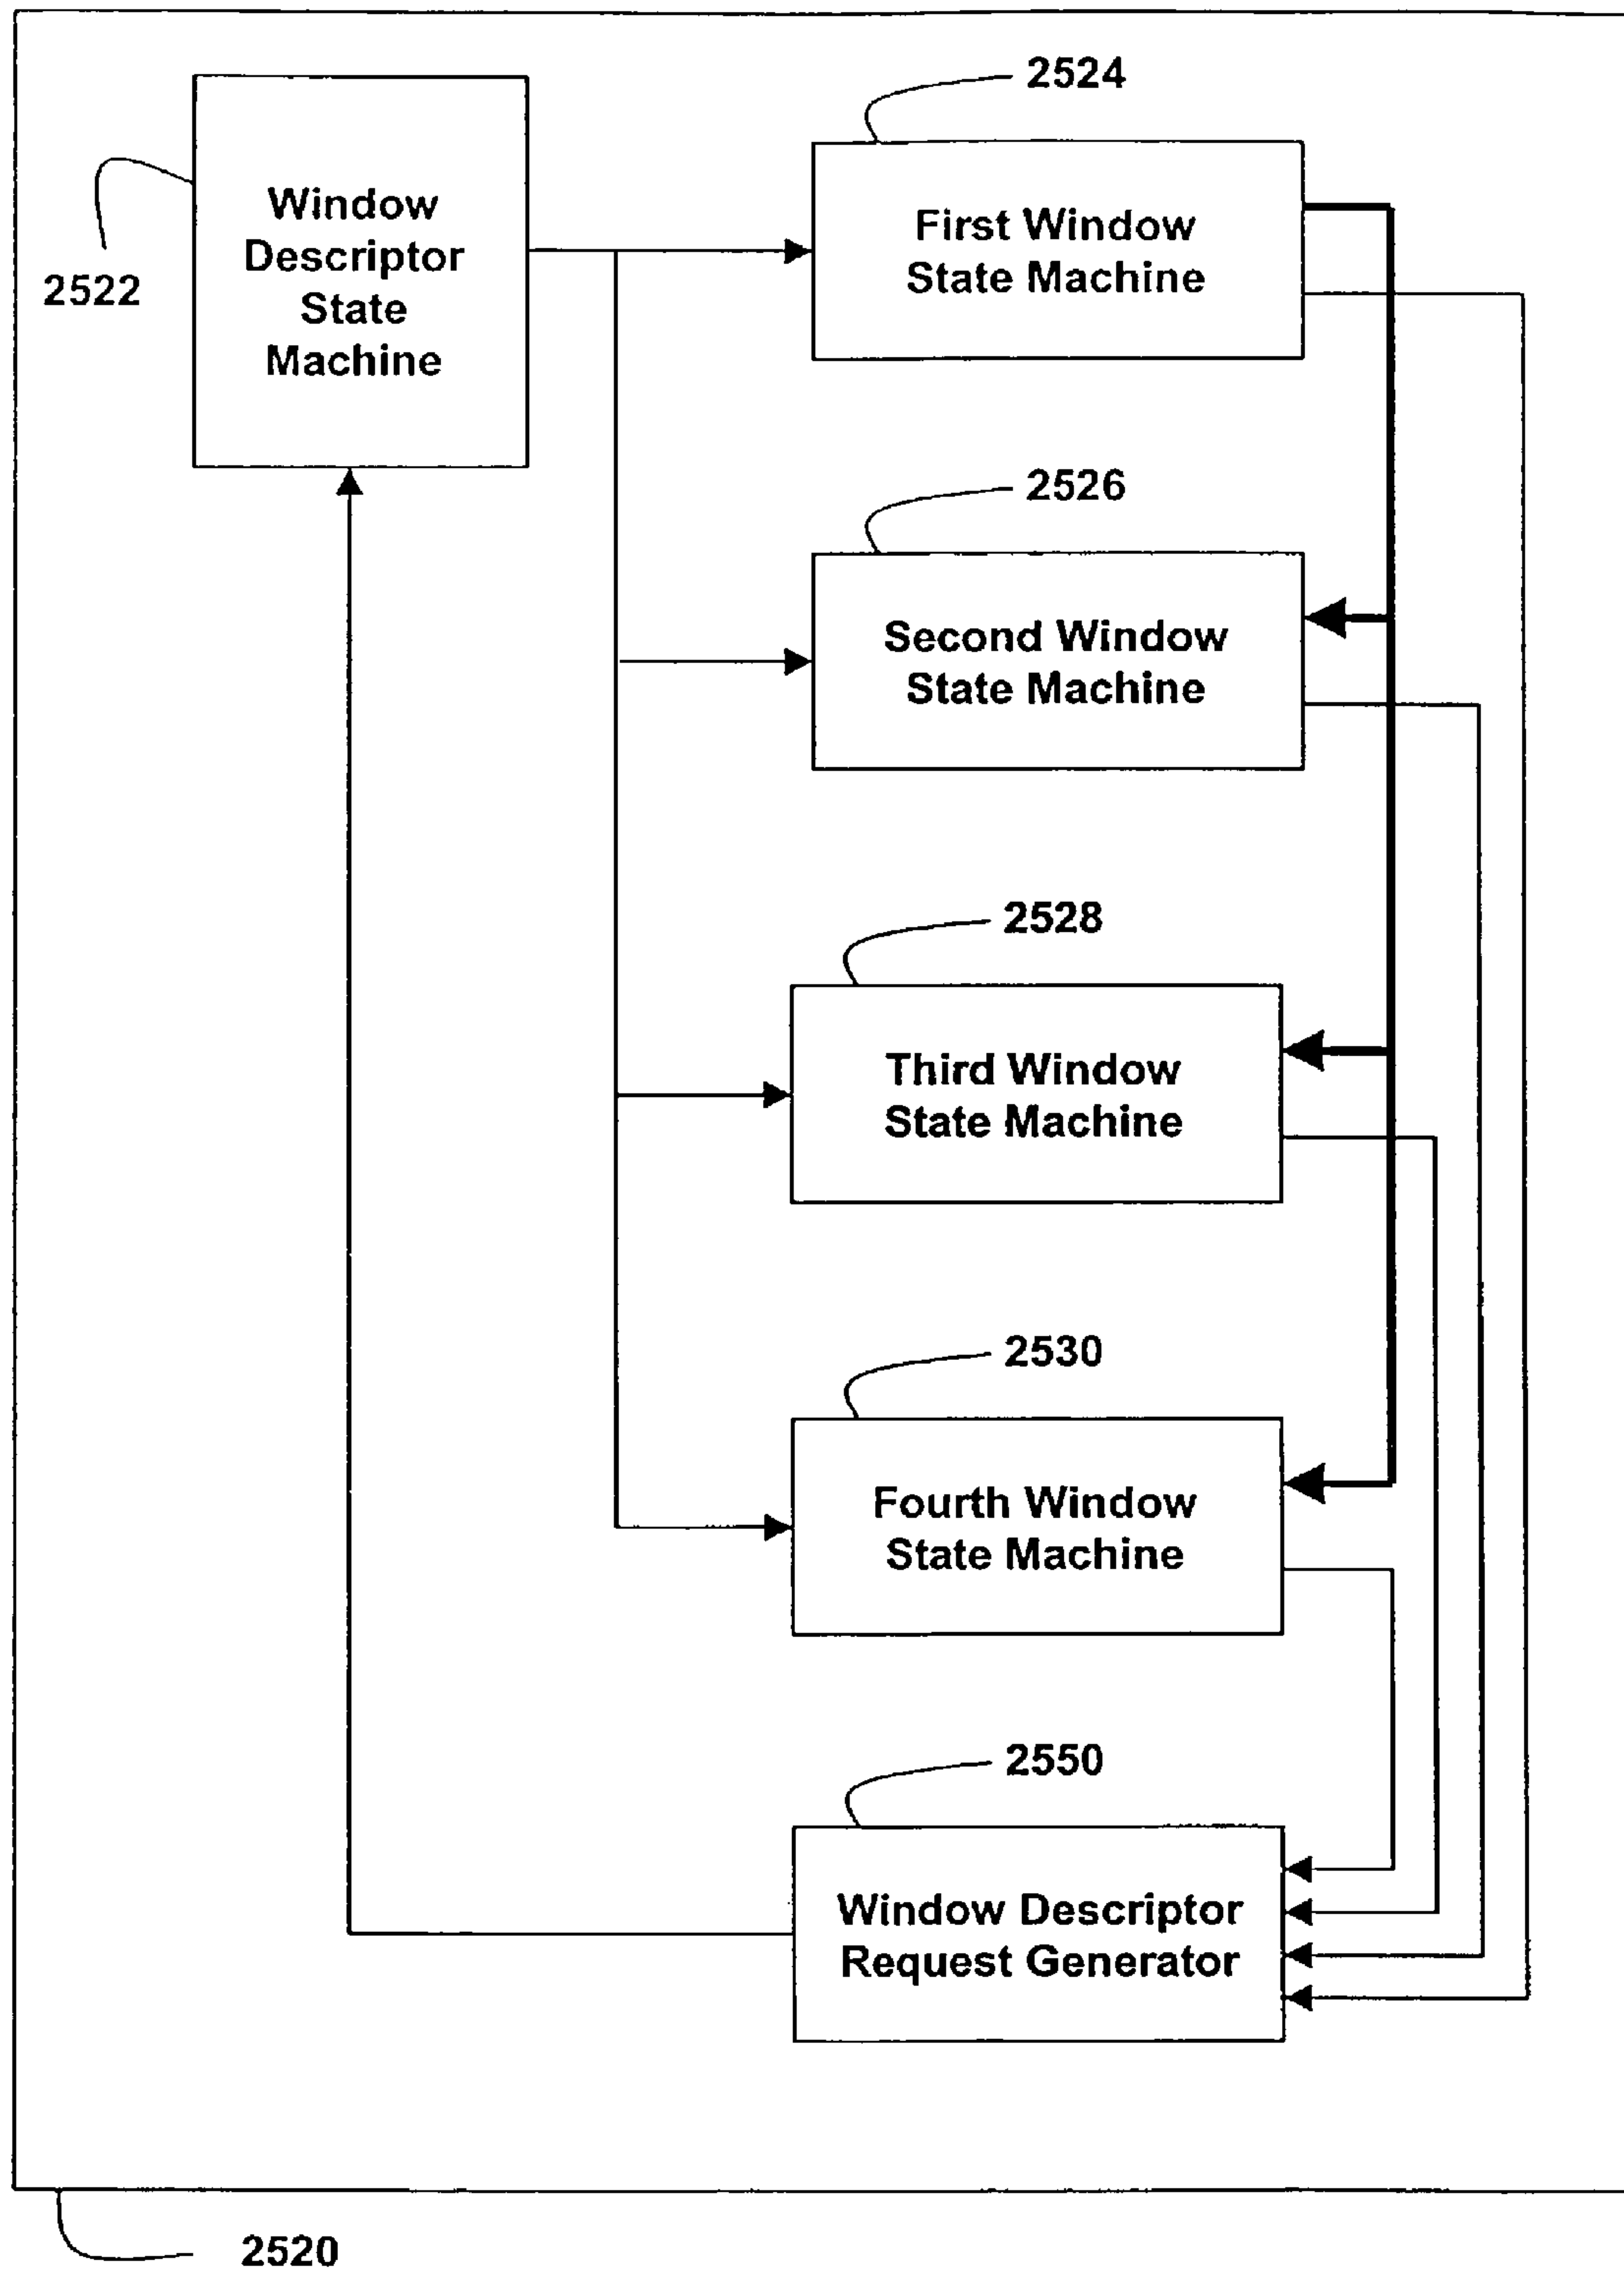 2524
Window
Descriptor
State
Machine
2522
First Window
State Machine
2526
Second Window
State Machine
2528
Third Window
State Machine
2530
Fourth Window
State Machine
2550
Window Descriptor
Request Generator
2520